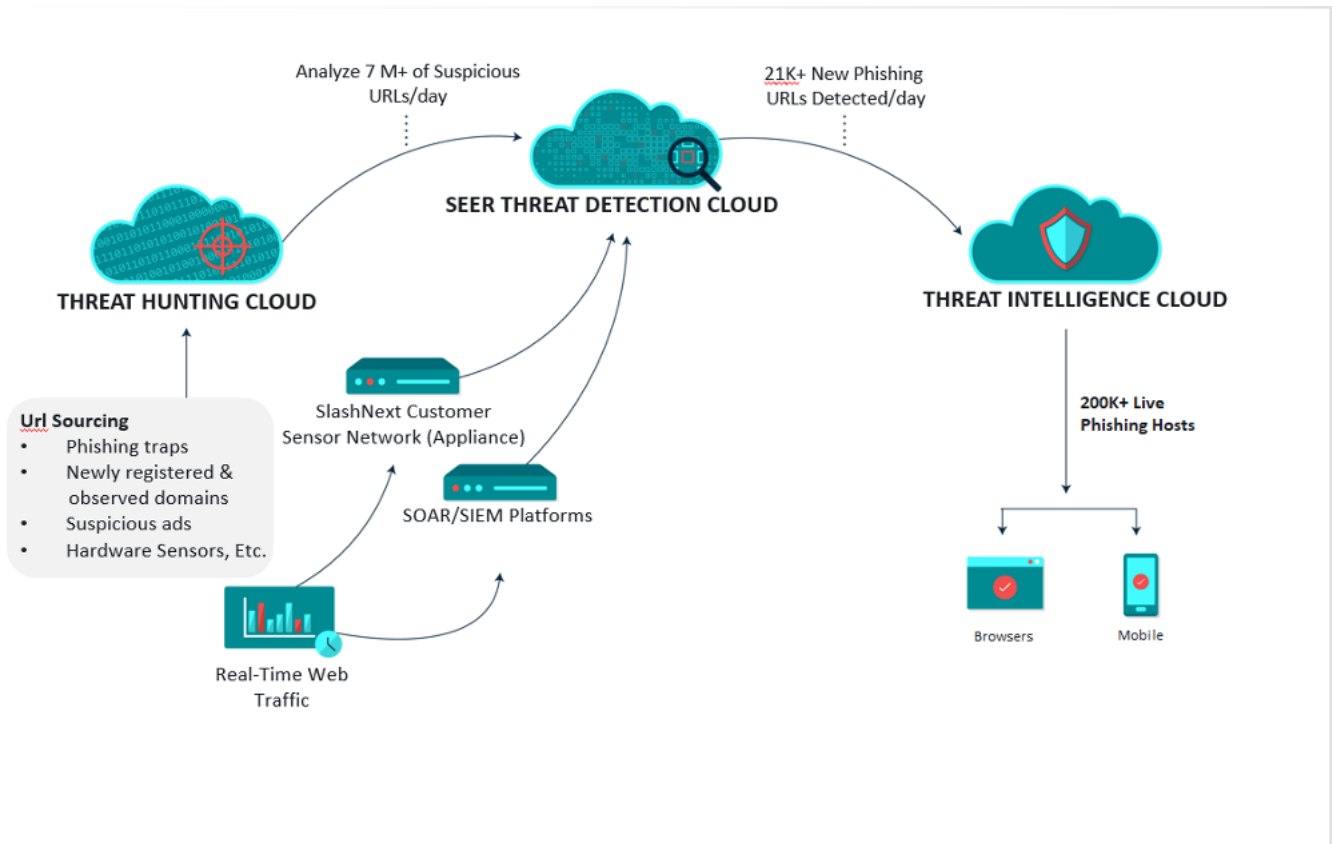 Analyze 7 M+ of Suspicious
URLs/day
21K+ New Phishing
URLs Detected/day
SEER THREAT DETECTION CLOUD
THREAT HUNTING CLOUD
THREAT INTELLIGENCE CLOUD
Url Sourcing
• Phishing traps
• Newly registered &
observed domains
• Suspicious ads
• Hardware Sensors, Etc.
SlashNext Customer
Sensor Network (Appliance)
SOAR/SIEM Platforms
Real-Time Web
Traffic
200K+ Live
Phishing Hosts
Browsers
Mobile